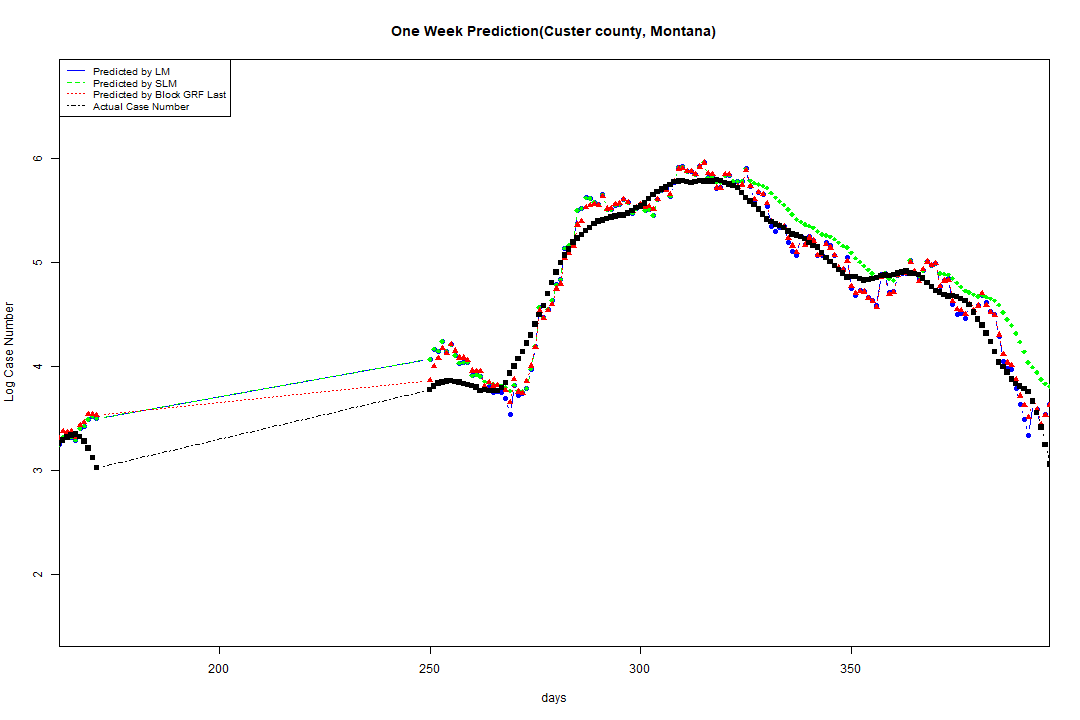 One Week Prediction(Custer county, Montana)
Predicted by LM
Predicted by SLM
Predicted by Block GRF Last
Actual Case Number
6
5
4
3
2
Log Case Number
200
250
300
350
days